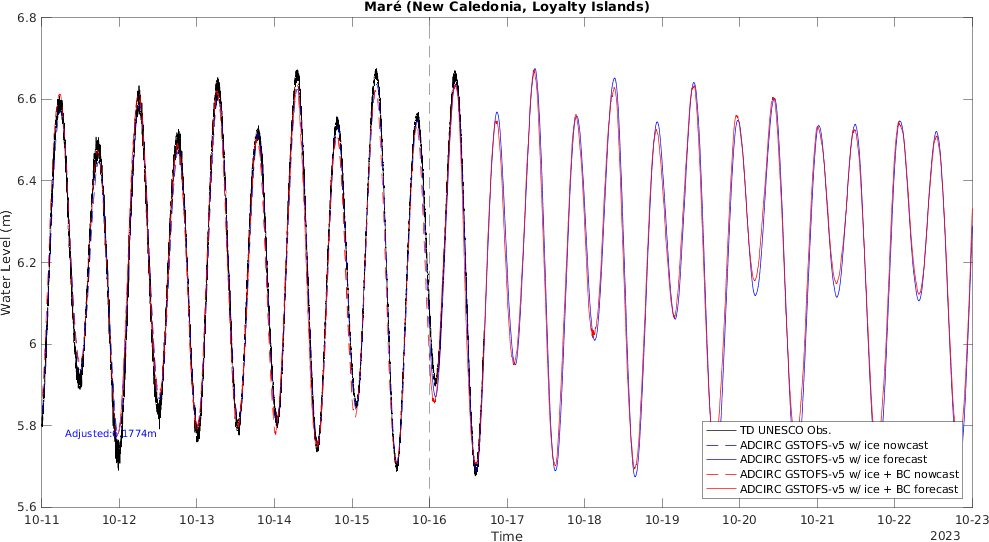 Maré (New Caledonia, Loyalty Islands)
6.8
6.6
6.4
6.2
6
5.8
5.6
Water Level (m)
Adjusted:6.1774m
TD UNESCO Obs.
ADCIRC GSTOFS-v5 w/ ice nowcast
ADCIRC GSTOFS-v5 w/ ice forecast
ADCIRC GSTOFS-v5 w/ ice + BC nowcast
ADCIRC GSTOFS-v5 w/ ice + BC forecast
10-11 10-12 10-13 10-14 10-15 10-16 10-17 10-18 10-19 10-20 10-21 10-22 10-23
Time
2023